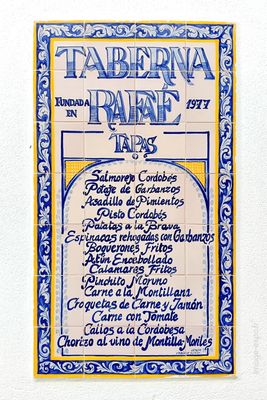 TABERNA
FUNDADA EN
RAFAÉ
1977
TAPAS
Salmorejo Cordobés
Potaje de Garbanzos
Asadillo de Pimientos
Pisto Cordobés
Patatas a la Brava
Espinacas rehogadas con Garbanzos
Boquerones Fritos
Atún Encebollado
Calamares Fritos
Pinchito Moruno
Carne a la Montillana
Croquetas de Carne y Jamón
Carne con Tomate
Callos a la Cordobesa
Chorizo al vino de Montilla-Moriles